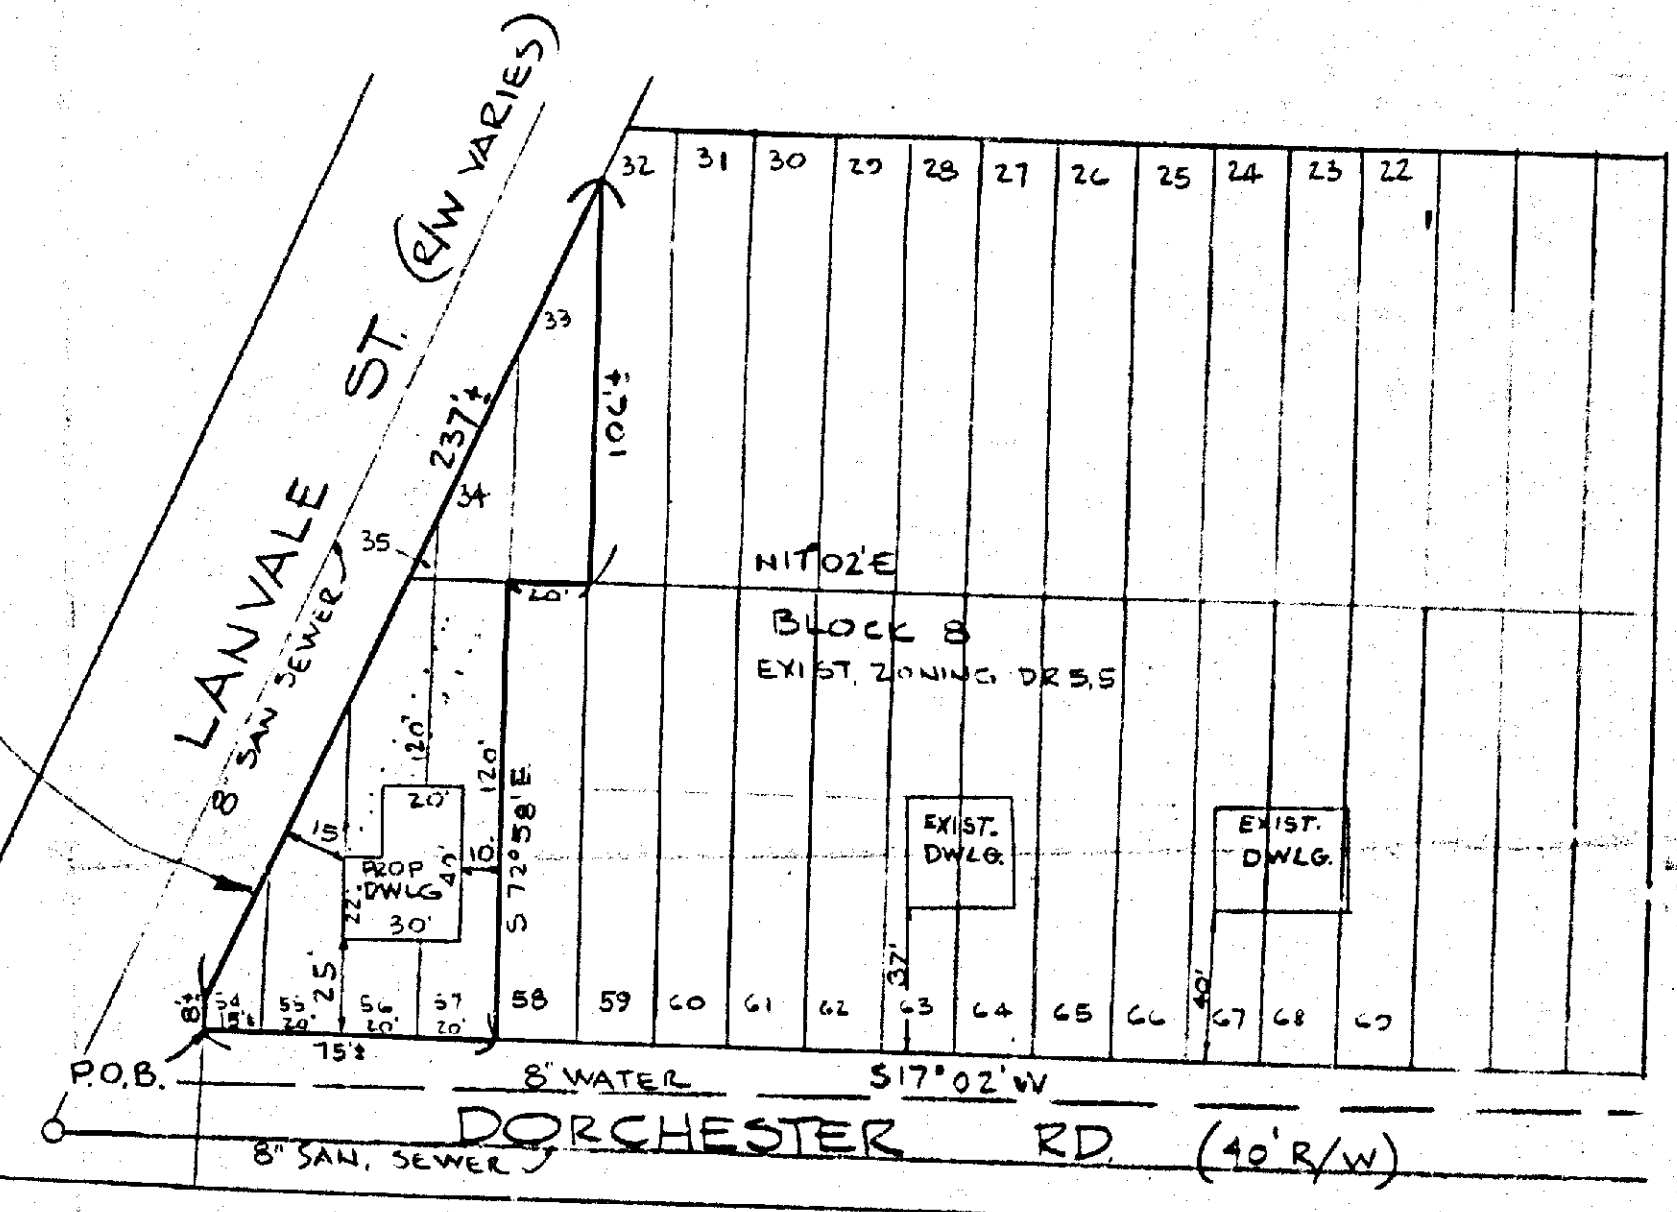 LANVALE ST. (R/W VARIES)
8" SAN SEWER
32 31 30 29 28 27 26 25 24 23 22
33
237'±
106'±
34
35
N17°02'E
20'
BLOCK 8
EXIST. ZONING DR 5.5
120'
120'
S 72°58'E
20'
15'
PROP
DWLG
40'
10'
22'
30'
25'
EXIST.
DWLG.
37'
EXIST.
DWLG.
40'
8'±
54 55 56 57 58 59 60 61 62 63 64 65 66 67 68 69
15'± 20' 20' 20'
75'±
P.O.B.
8" WATER
S17°02'W
DORCHESTER RD. (40' R/W)
8" SAN. SEWER